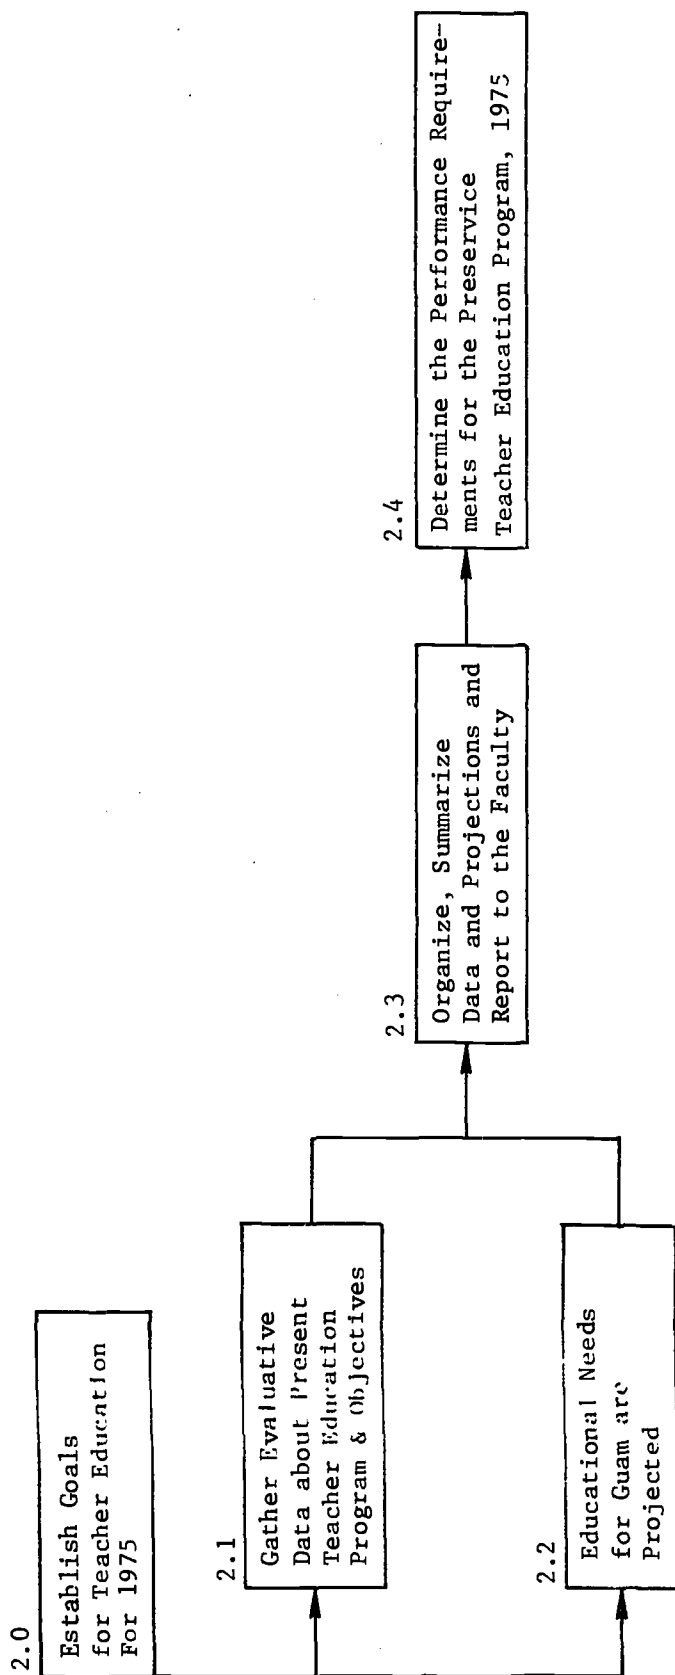 2.0
Establish Goals
for Teacher Education
For 1975
2.1
Gather Evaluative
Data about Present
Teacher Education
Program & Objectives
2.2
Educational Needs
for Guam are
Projected
2.3
Organize, Summarize
Data and Projections and
Report to the Faculty
2.4
Determine the Performance Require-
ments for the Preservice
Teacher Education Program, 1975